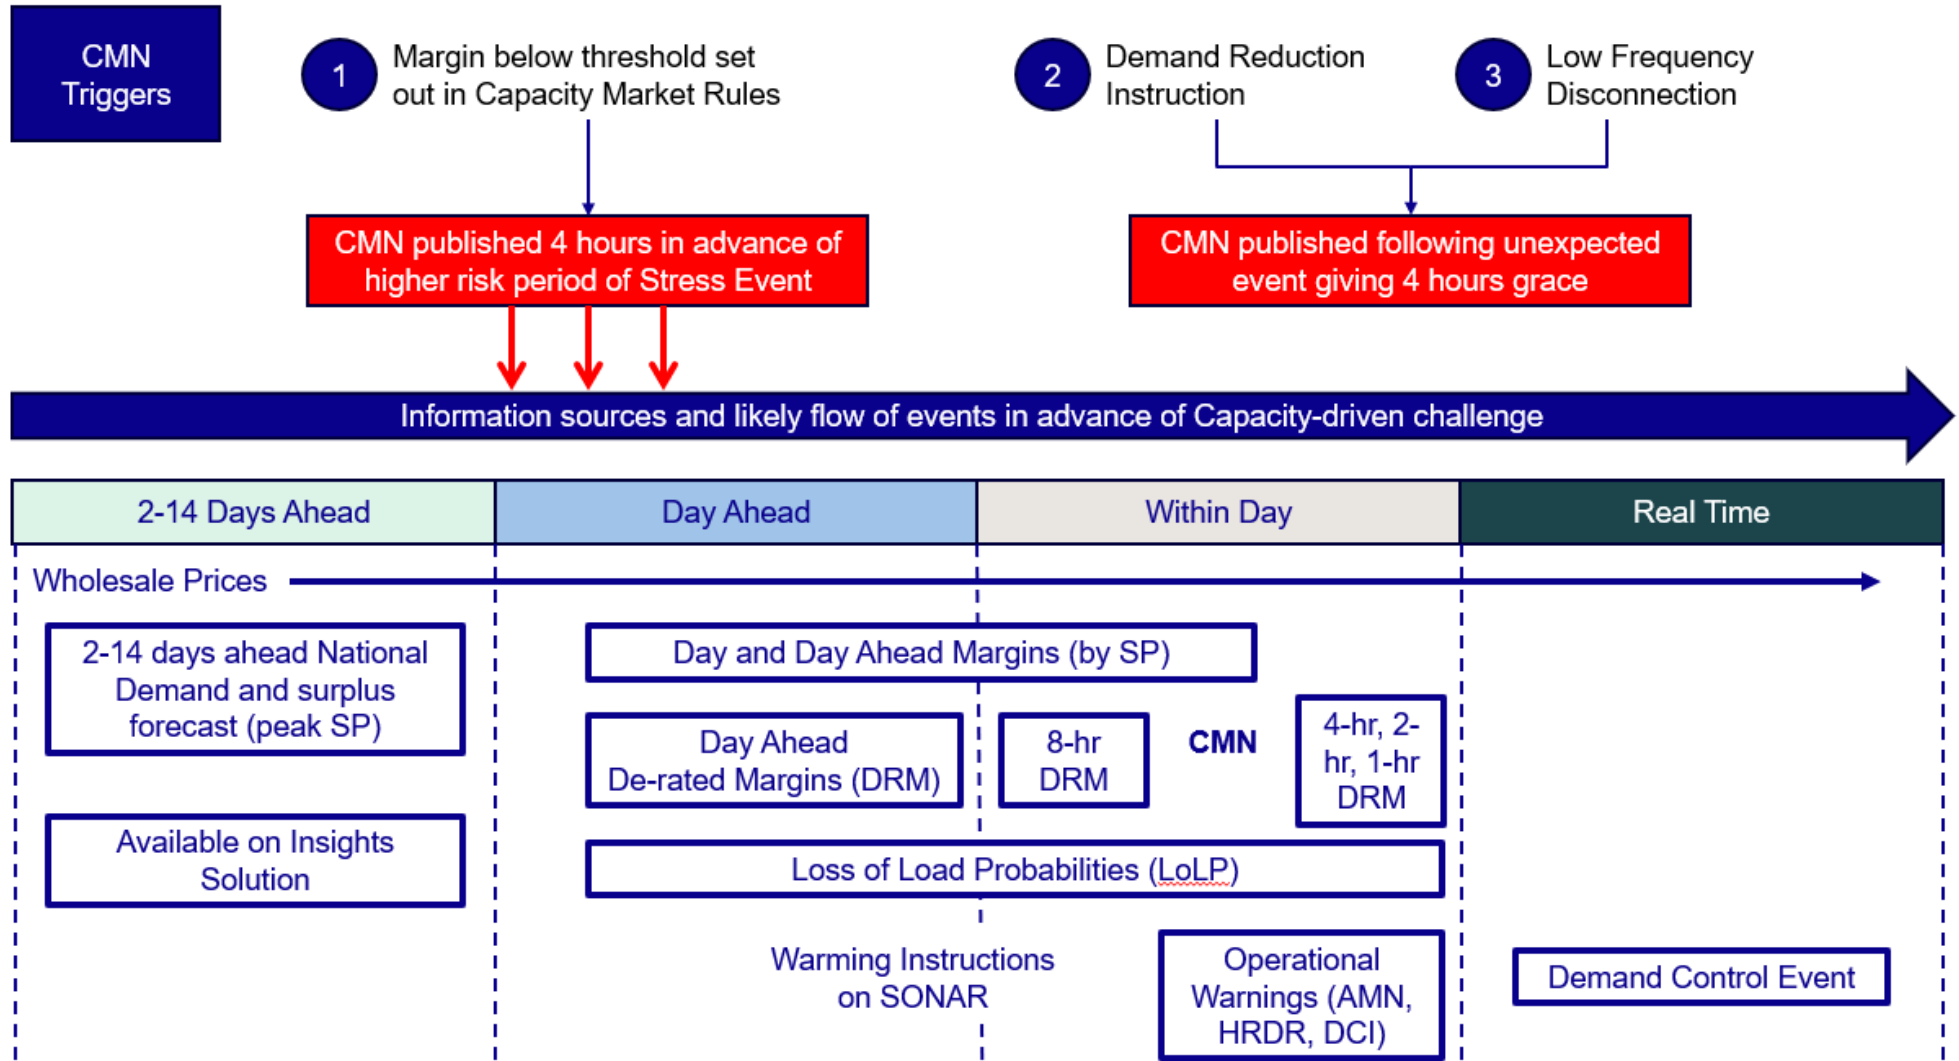 CMN
Triggers
1
Margin below threshold set
out in Capacity Market Rules
2
Demand Reduction
Instruction
3
Low Frequency
Disconnection
CMN published 4 hours in advance of
higher risk period of Stress Event
CMN published following unexpected
event giving 4 hours grace
Information sources and likely flow of events in advance of Capacity-driven challenge
2-14 Days Ahead
Day Ahead
Within Day
Real Time
Wholesale Prices
2-14 days ahead National
Demand and surplus
forecast (peak SP)
Day and Day Ahead Margins (by SP)
Day Ahead
De-rated Margins (DRM)
8-hr
DRM
CMN
4-hr, 2-
hr, 1-hr
DRM
Available on Insights
Solution
Loss of Load Probabilities (LoLP)
Warming Instructions
on SONAR
Operational
Warnings (AMN,
HRDR, DCI)
Demand Control Event